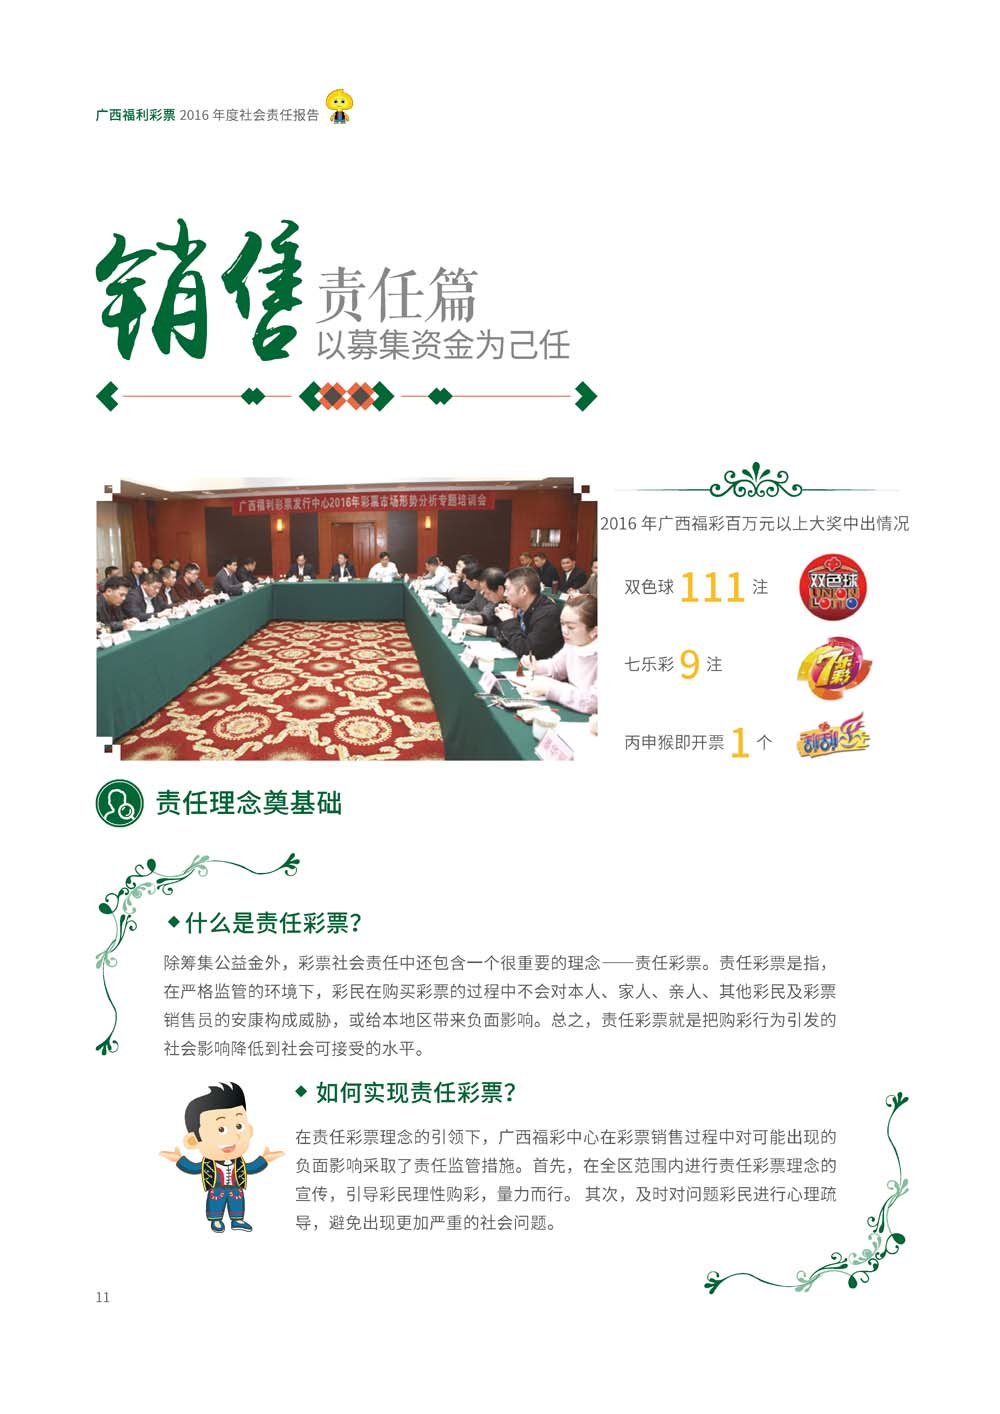 广西福利彩票 2016 年度社会责任报告
销售
责任篇
以募集资金为己任
广西福利彩票发行中心2016年彩票市场形势分析专题培训会
2016 年广西福彩百万元以上大奖中出情况
双色球 111 注
双色球
UNION
LOTTO
七乐彩 9 注
7乐彩
丙申猴即开票 1 个
刮刮乐
责任理念奠基础
什么是责任彩票?
除筹集公益金外，彩票社会责任中还包含一个很重要的理念——责任彩票。责任彩票是指，
在严格监管的环境下，彩民在购买彩票的过程中不会对本人、家人、亲人、其他彩民及彩票
销售员的安康构成威胁，或给本地区带来负面影响。总之，责任彩票就是把购彩行为引发的
社会影响降低到社会可接受的水平。
如何实现责任彩票?
在责任彩票理念的引领下，广西福彩中心在彩票销售过程中对可能出现的
负面影响采取了责任监管措施。首先，在全区范围内进行责任彩票理念的
宣传，引导彩民理性购彩，量力而行。 其次，及时对问题彩民进行心理疏
导，避免出现更加严重的社会问题。
11